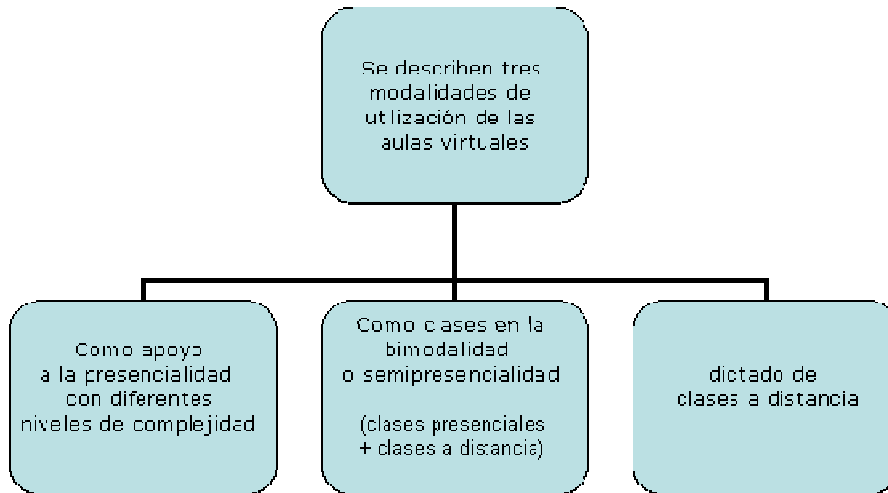 Se describen tres
modalidades de
utilización de las
aulas virtuales
Como apoyo
a la presencialidad
con diferentes
niveles de complejidad
Como clases en la
bimodalidad
o semipresencialidad
(clases presenciales
+ clases a distancia)
dictado de
clases a distancia